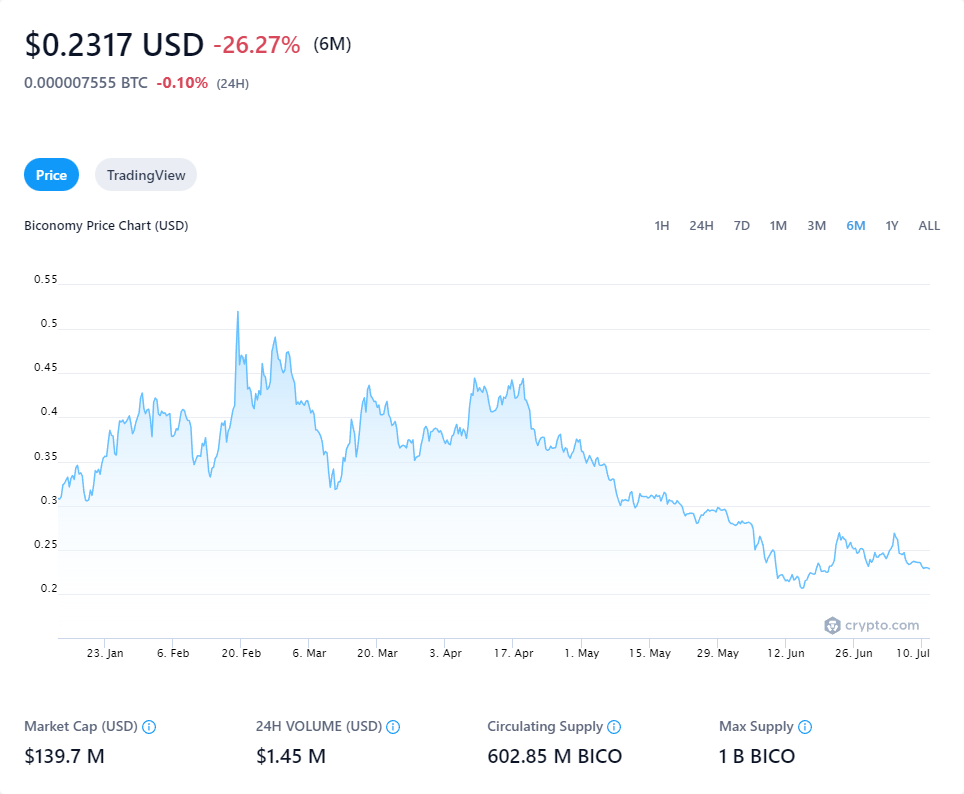 $0.2317 USD -26.27% (6M)
0.000007555 BTC -0.10% (24H)
Price TradingView
Biconomy Price Chart (USD) 1H 24H 7D 1M 3M 6M 1Y ALL
0.55
0.5
0.45
0.4
0.35
0.3
0.25
0.2
crypto.com
23. Jan 6. Feb 20. Feb 6. Mar 20. Mar 3. Apr 17. Apr 1. May 15. May 29. May 12. Jun 26. Jun 10. Jul
Market Cap (USD) 24H VOLUME (USD) Circulating Supply Max Supply
$139.7 M $1.45 M 602.85 M BICO 1 B BICO